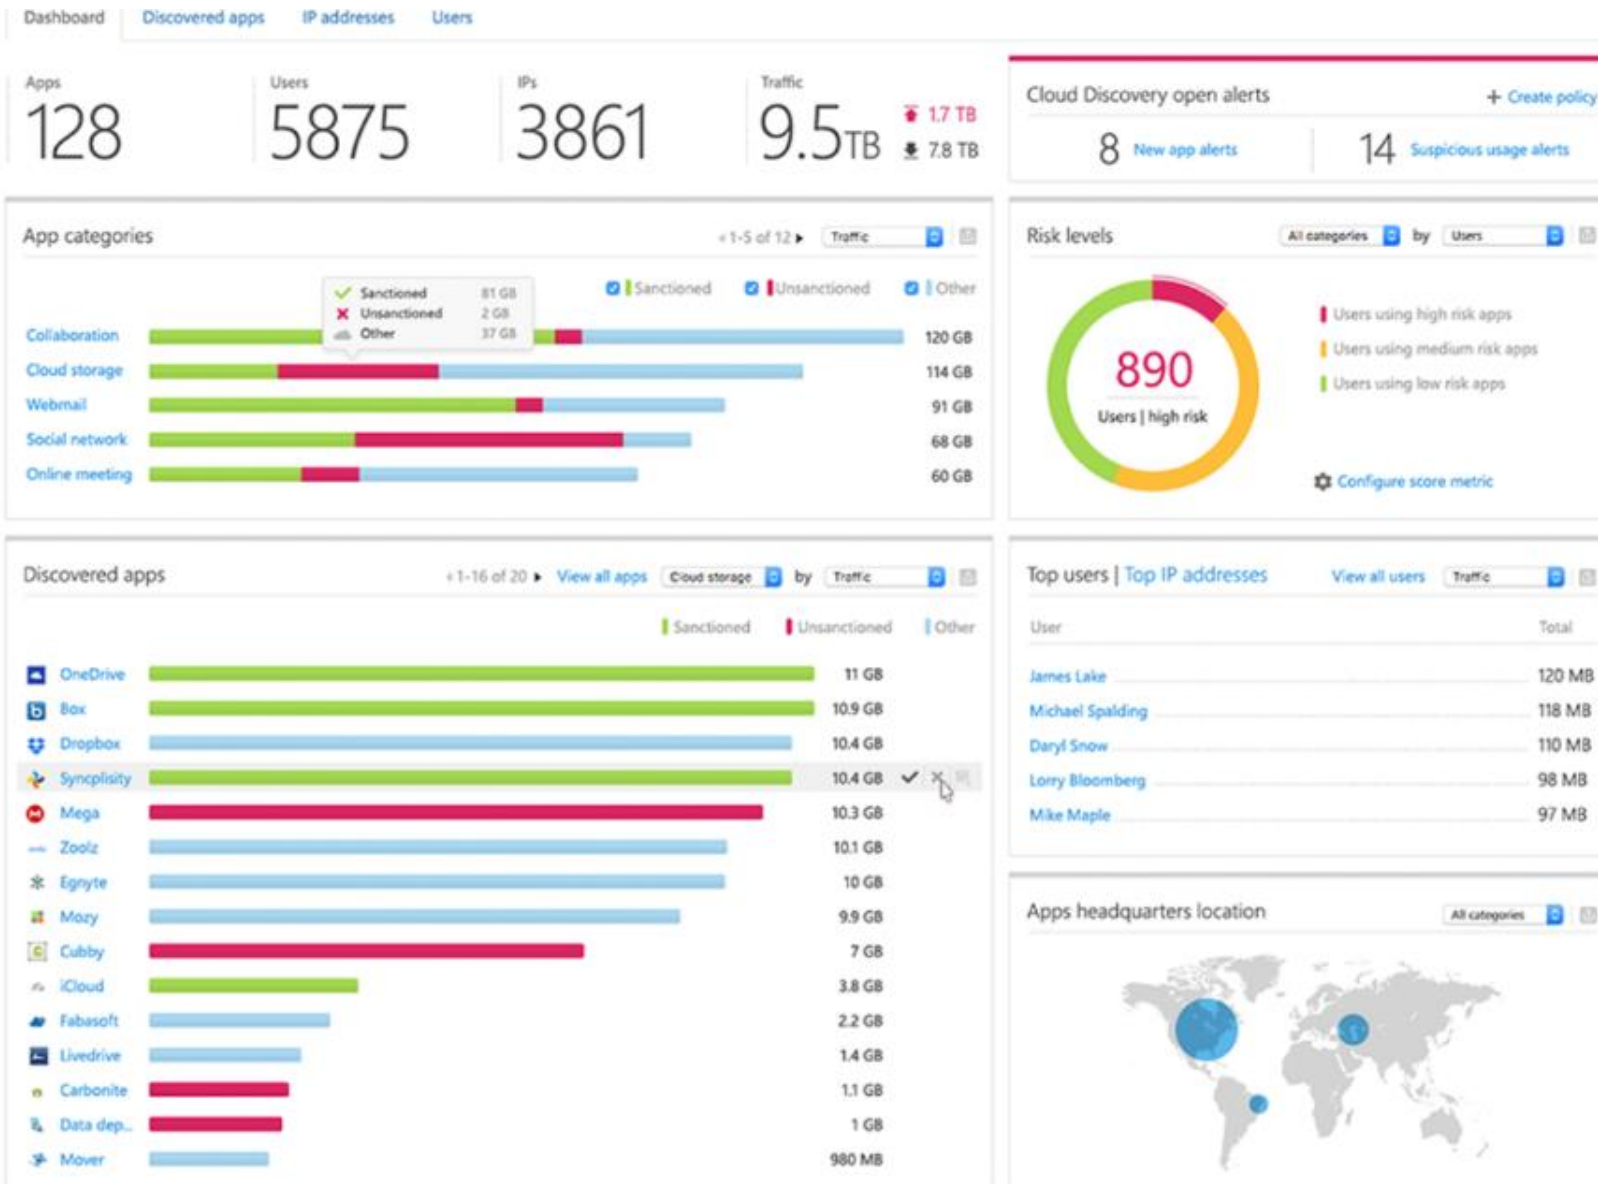 Dashboard Discovered apps IP addresses Users
Apps Users IPs Traffic
128 5875 3861 9.5TB
1.7 TB
7.8 TB
Cloud Discovery open alerts + Create policy
8 New app alerts 14 Suspicious usage alerts
App categories 1-5 of 12 Traffic
Sanctioned Unsanctioned Other
Sanctioned 81 GB
Unsanctioned 2 GB
Other 37 GB
Collaboration 120 GB
Cloud storage 114 GB
Webmail 91 GB
Social network 68 GB
Online meeting 60 GB
Risk levels All categories by Users
890
Users | high risk
Users using high risk apps
Users using medium risk apps
Users using low risk apps
Configure score metric
Discovered apps 1-16 of 20 View all apps Cloud storage by Traffic
Sanctioned Unsanctioned Other
OneDrive 11 GB
Box 10.9 GB
Dropbox 10.4 GB
Syncplisity 10.4 GB
Mega 10.3 GB
Zoolz 10.1 GB
Egnyte 10 GB
Mozy 9.9 GB
Cubby 7 GB
iCloud 3.8 GB
Fabasoft 2.2 GB
Livedrive 1.4 GB
Carbonite 1.1 GB
Data dep... 1 GB
Mover 980 MB
Top users | Top IP addresses View all users Traffic
User Total
James Lake 120 MB
Michael Spalding 118 MB
Daryl Snow 110 MB
Lorry Bloomberg 98 MB
Mike Maple 97 MB
Apps headquarters location All categories